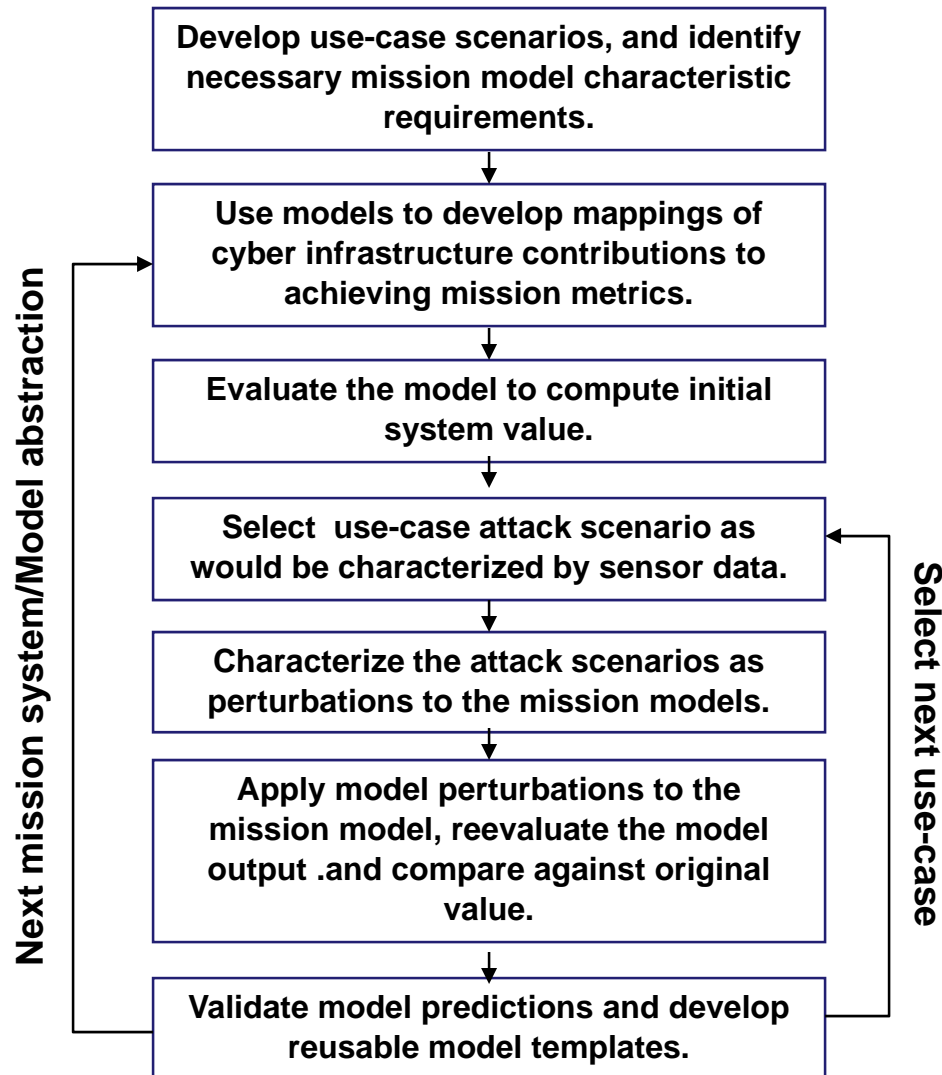 Develop use-case scenarios, and identify
necessary mission model characteristic
requirements.
Use models to develop mappings of
cyber infrastructure contributions to
achieving mission metrics.
Evaluate the model to compute initial
system value.
Select  use-case attack scenario as
would be characterized by sensor data.
Characterize the attack scenarios as
perturbations to the mission models.
Apply model perturbations to the
mission model, reevaluate the model
output .and compare against original
value.
Validate model predictions and develop
reusable model templates.
Next mission system/Model abstraction
Select next use-case